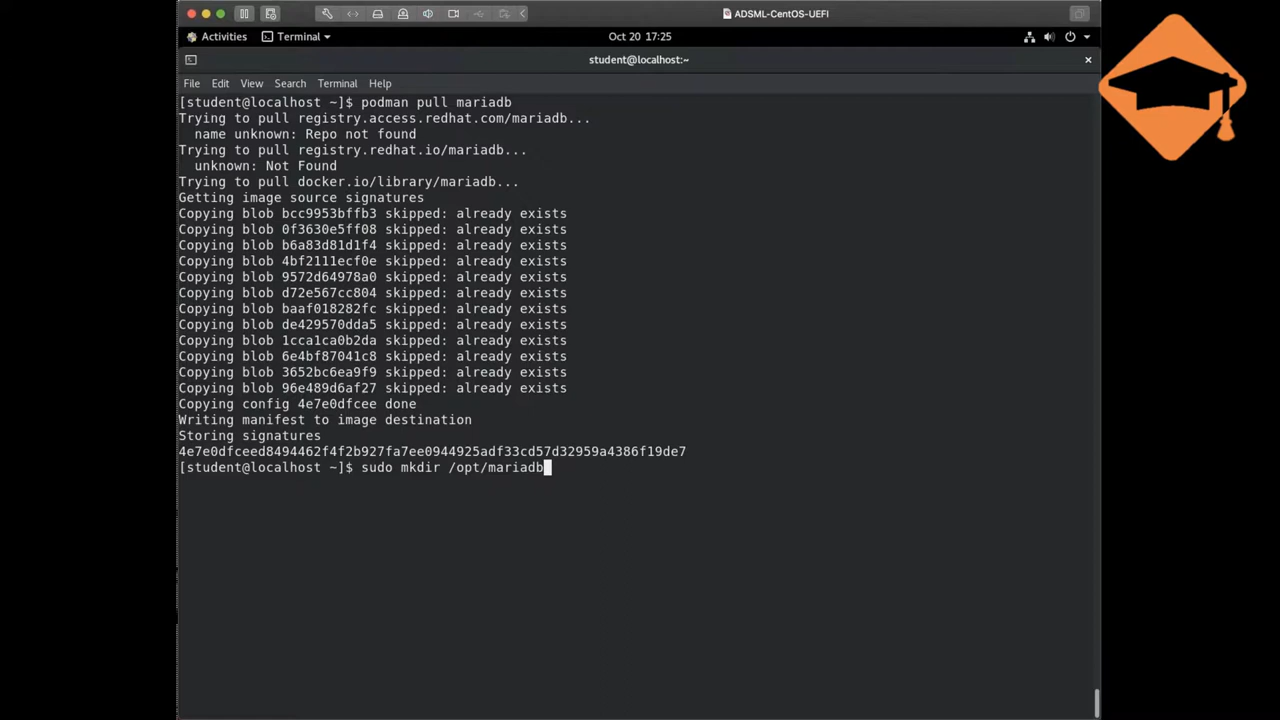 ADSML-CentOS-UEFI
Activities Terminal Oct 20 17:25
student@localhost:~
File Edit View Search Terminal Help
[student@localhost ~]$ podman pull mariadb
Trying to pull registry.access.redhat.com/mariadb...
name unknown: Repo not found
Trying to pull registry.redhat.io/mariadb...
unknown: Not Found
Trying to pull docker.io/library/mariadb...
Getting image source signatures
Copying blob bcc9953bffb3 skipped: already exists
Copying blob 0f3630e5ff08 skipped: already exists
Copying blob b6a83d81d1f4 skipped: already exists
Copying blob 4bf2111ecf0e skipped: already exists
Copying blob 9572d64978a0 skipped: already exists
Copying blob d72e567cc804 skipped: already exists
Copying blob baaf018282fc skipped: already exists
Copying blob de429570dda5 skipped: already exists
Copying blob 1cca1ca0b2da skipped: already exists
Copying blob 6e4bf87041c8 skipped: already exists
Copying blob 3652bc6ea9f9 skipped: already exists
Copying blob 96e489d6af27 skipped: already exists
Copying config 4e7e0dfcee done
Writing manifest to image destination
Storing signatures
4e7e0dfceed8494462f4f2b927fa7ee0944925adf33cd57d32959a4386f19de7
[student@localhost ~]$ sudo mkdir /opt/mariadb